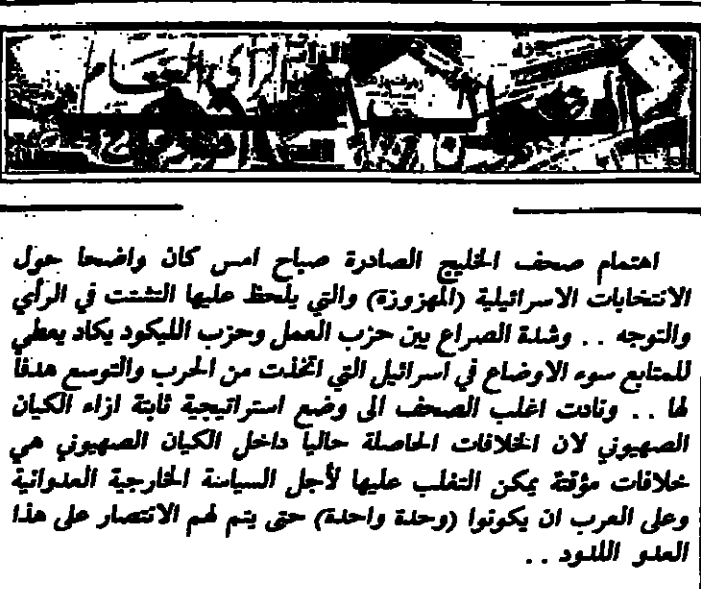 الرأي العام
اهتمام صحف الخليج الصادرة صباح امس كان واضحا حول
الانتخابات الاسرائيلية (المهزوزة) والتي يلحظ عليها التشتت في الرأي
والتوجه . . وشدة الصراع بين حزب العمل وحزب الليكود يكاد يعطي
للمتابع سوء الاوضاع في اسرائيل التي اتخذت من الحرب والتوسع هدفاً
لها . . ونادت اغلب الصحف الى وضع استراتيجية ثابتة ازاء الكيان
الصهيوني لان الخلافات الحاصلة حاليا داخل الكيان الصهيوني هي
خلافات مؤقتة يمكن التغلب عليها لأجل السياسة الخارجية العدوانية
وعلى العرب ان يكونوا (وحدة واحدة) حتى يتم لهم الانتصار على هذا
العدو اللدود . .